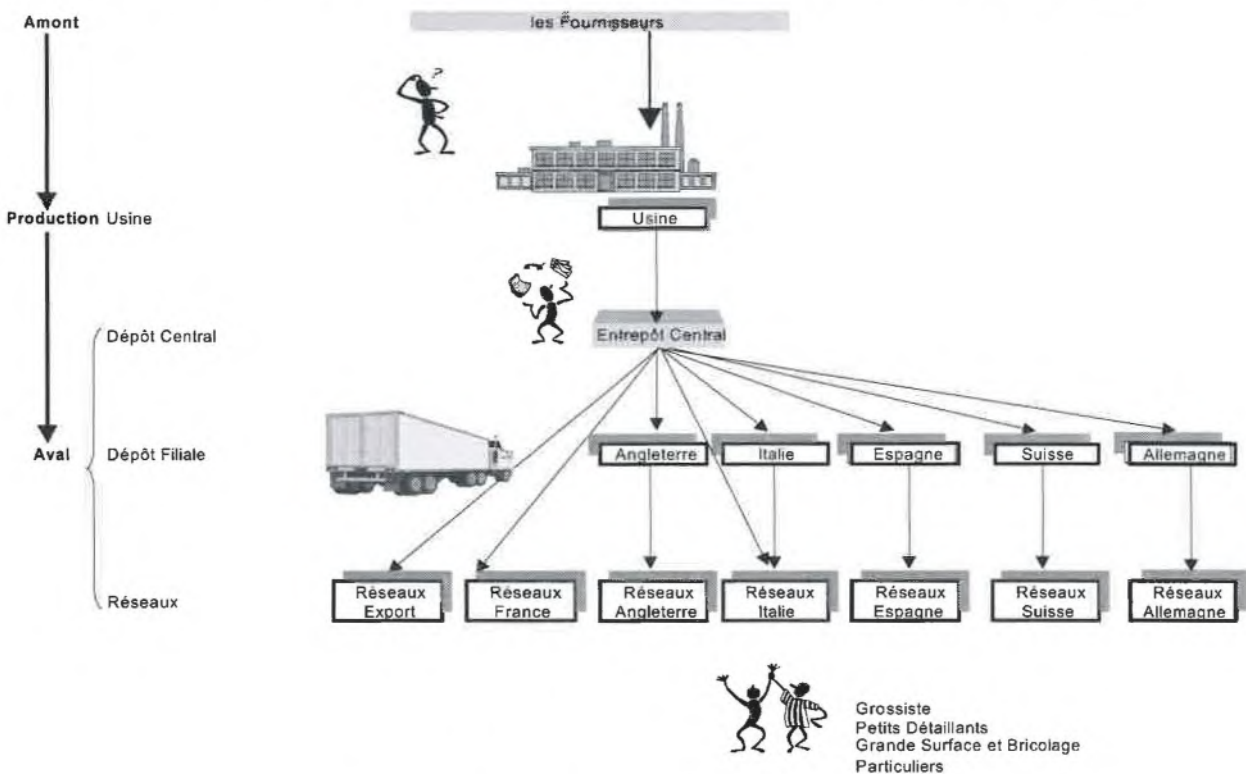 Amont
les Fournisseurs
?
Production Usine
Usine
Dépôt Central
Entrepôt Central
Aval
Dépôt Filiale
Angleterre
Italie
Espagne
Suisse
Allemagne
Réseaux
Réseaux
Export
Réseaux
France
Réseaux
Angleterre
Réseaux
Italie
Réseaux
Espagne
Réseaux
Suisse
Réseaux
Allemagne
Grossiste
Petits Détaillants
Grande Surface et Bricolage
Particuliers